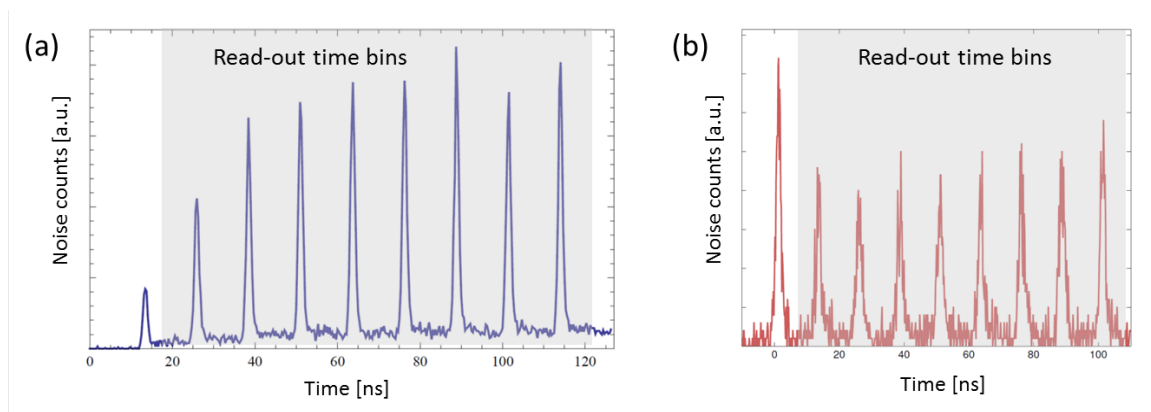 (a)
Read-out time bins
Noise counts [a.u.]
0 20 40 60 80 100 120
Time [ns]
(b)
Read-out time bins
Noise counts [a.u.]
0 20 40 60 80 100
Time [ns]